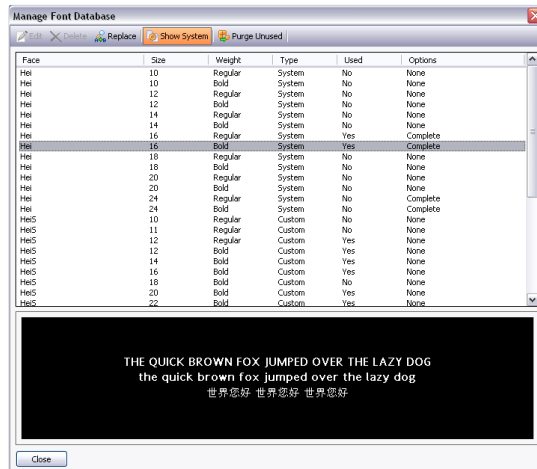 Manage Font Database
Edit Delete Replace Show System Purge Unused
Face Size Weight Type Used Options
Hei 10 Regular System No None
Hei 10 Bold System No None
Hei 12 Regular System No None
Hei 12 Bold System No None
Hei 14 Regular System No None
Hei 14 Bold System No None
Hei 16 Regular System Yes Complete
Hei 16 Bold System Yes Complete
Hei 18 Regular System No None
Hei 18 Bold System No None
Hei 20 Regular System No None
Hei 20 Bold System No None
Hei 24 Regular System No Complete
Hei 24 Bold System No Complete
HeiS 10 Regular Custom No None
HeiS 11 Regular Custom No None
HeiS 12 Regular Custom Yes None
HeiS 12 Bold Custom Yes None
HeiS 14 Bold Custom Yes None
HeiS 16 Bold Custom Yes None
HeiS 18 Bold Custom No None
HeiS 20 Bold Custom Yes None
HeiS 22 Bold Custom Yes None
THE QUICK BROWN FOX JUMPED OVER THE LAZY DOG
the quick brown fox jumped over the lazy dog
世界您好 世界您好 世界您好
Close